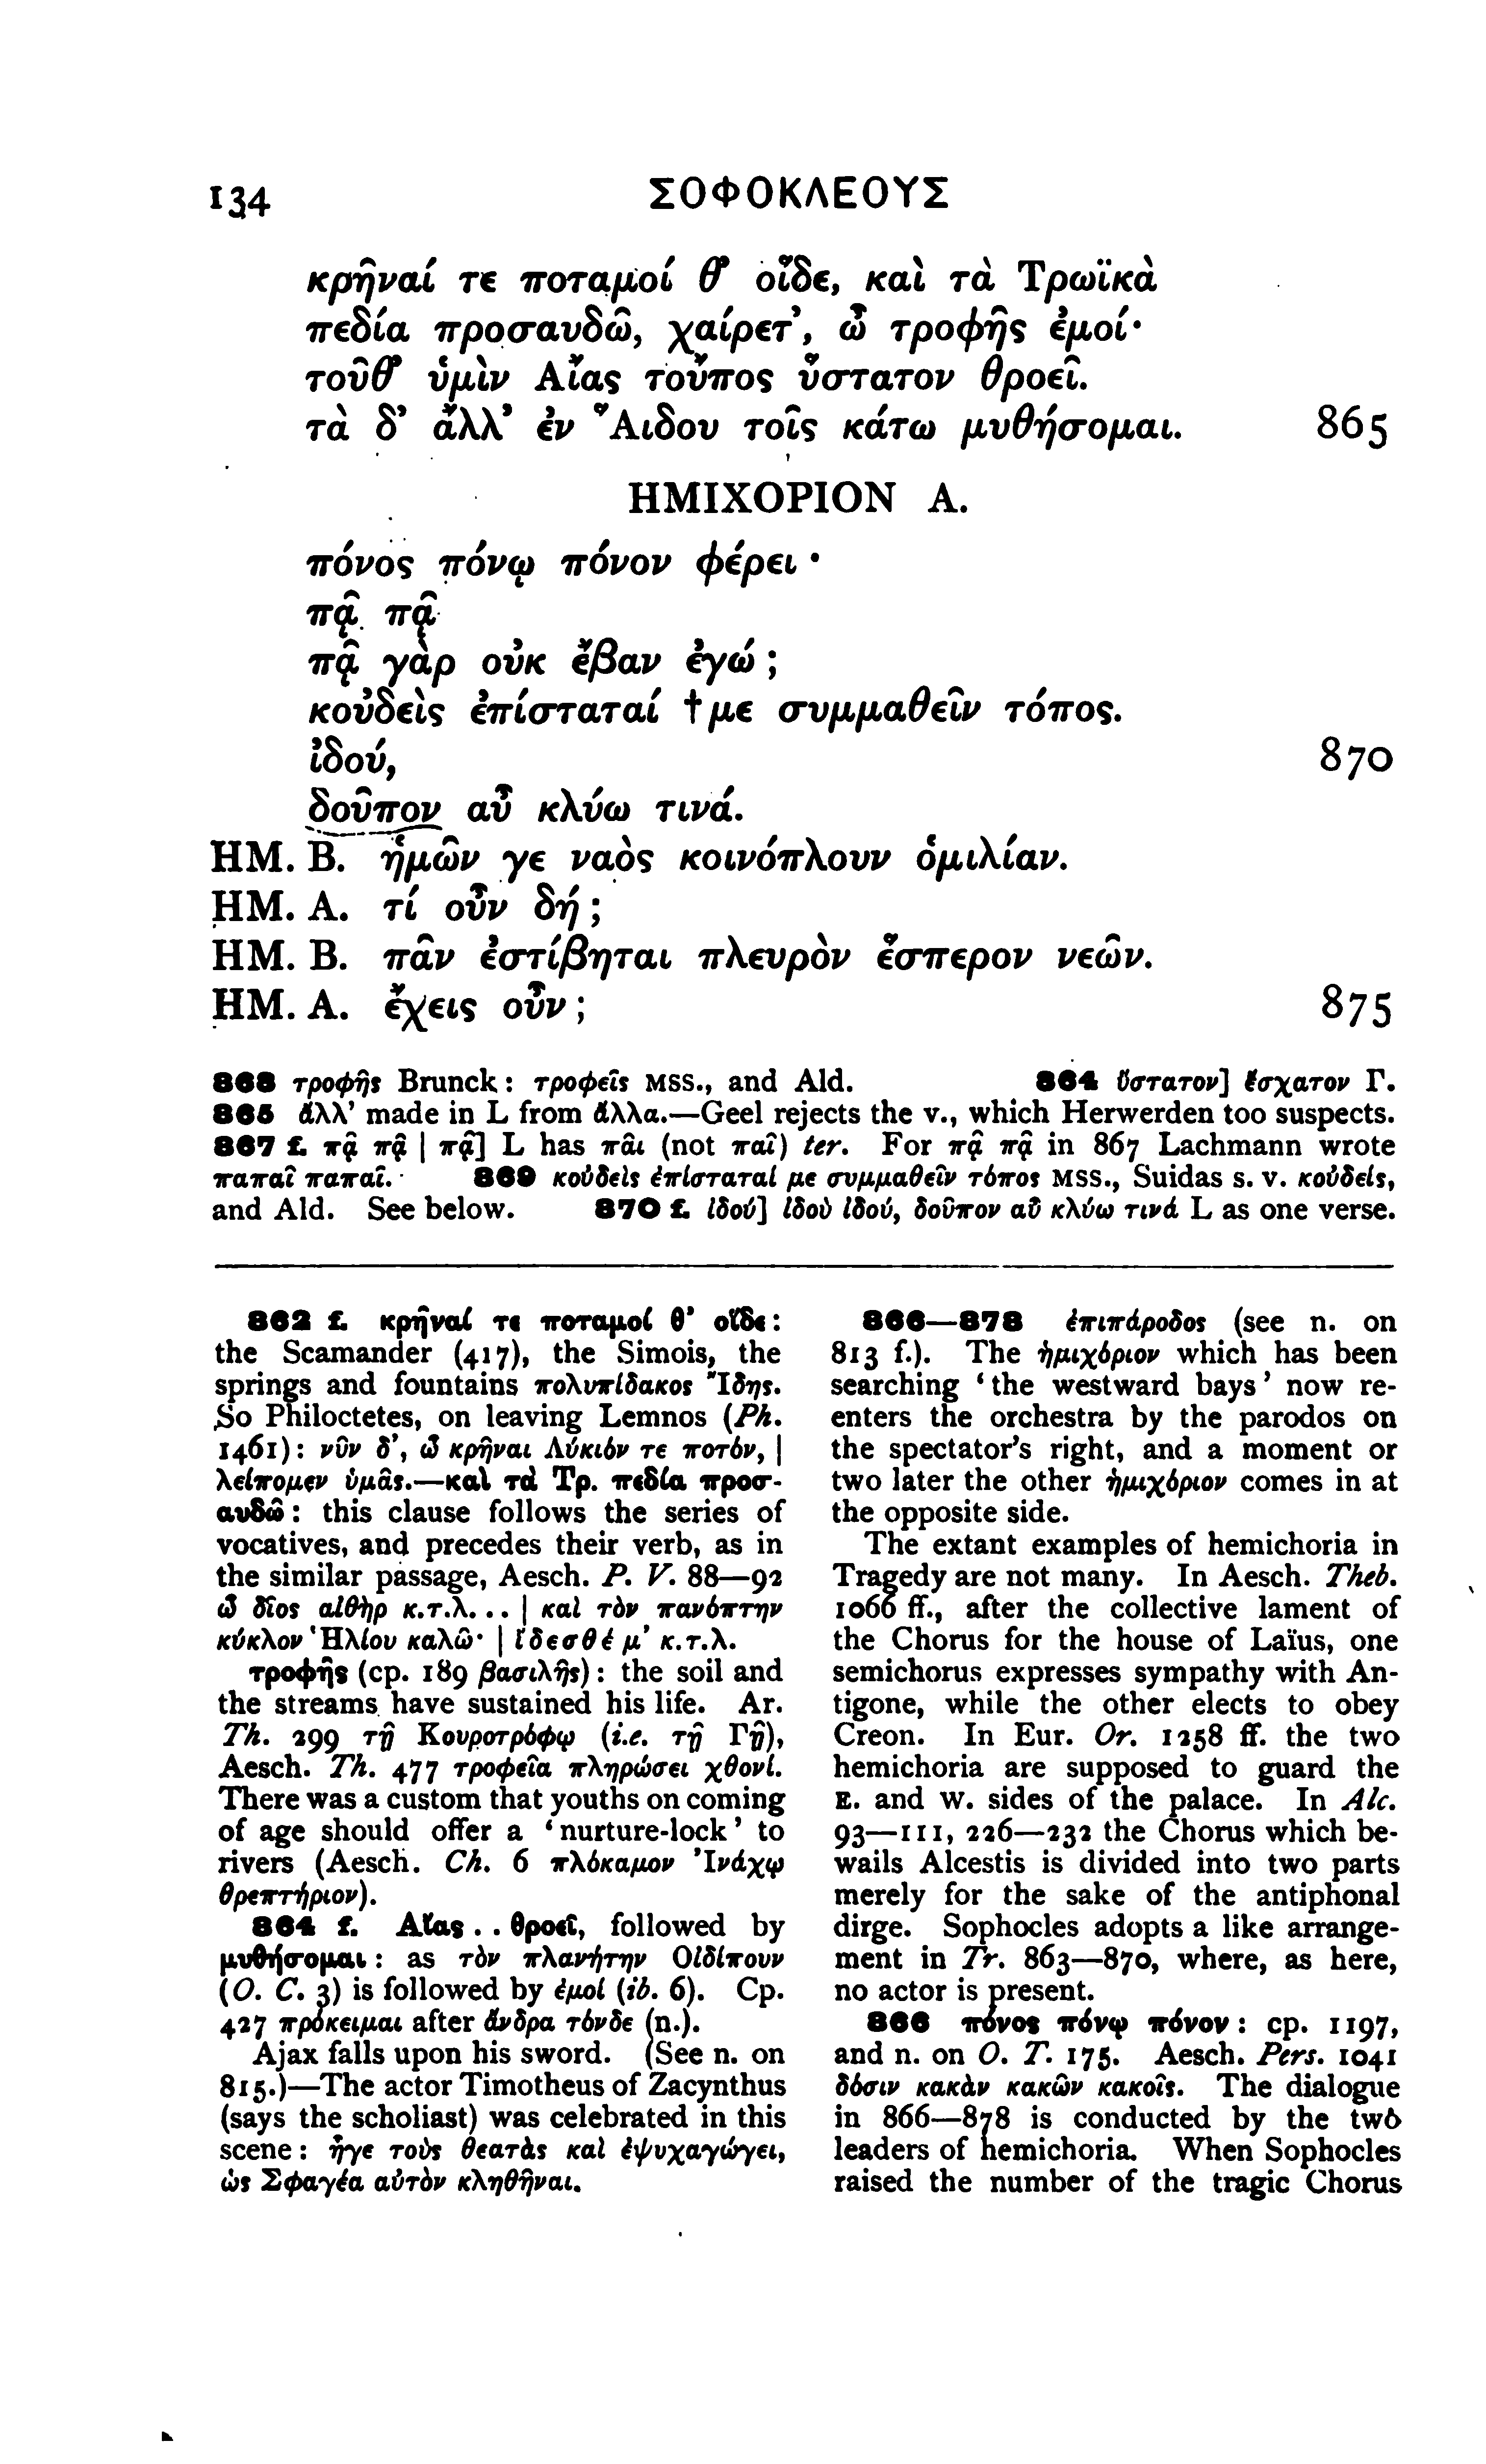 134
ΣΟΦΟΚΛΕΟΥΣ
κρῆναί τε ποταμοί θ' οἵδε, καὶ τὰ Τρωϊκὰ
πεδία προσαυδῶ, χαίρετ', ὦ τροφῆς ἐμοί·
τοῦθ' ὑμὶν Αἴας τοὔπος ὕστατον θροεῖ.
τὰ δ' ἄλλ' ἐν Ἅιδου τοῖς κάτω μυθήσομαι. 865
ΗΜΙΧΟΡΙΟΝ Α.
πόνος πόνῳ πόνον φέρει·
πᾷ πᾷ
πᾷ γὰρ οὐκ ἔβαν ἐγώ;
κοὐδεὶς ἐπίσταταί †με συμμαθεῖν τόπος.
ἰδού, 870
δοῦπον αὖ κλύω τινά.
ΗΜ. Β. ἡμῶν γε ναὸς κοινόπλουν ὁμιλίαν.
ΗΜ. Α. τί οὖν δή;
ΗΜ. Β. πᾶν ἐστίβηται πλευρὸν ἕσπερον νεῶν.
ΗΜ. Α. ἔχεις οὖν; 875
863 τροφῆς Brunck: τροφεῖς MSS., and Ald. 864 ὕστατον] ἔσχατον Γ.
865 ἄλλ' made in L from ἄλλα.—Geel rejects the v., which Herwerden too suspects.
867 f. πᾷ πᾷ | πᾷ] L has πᾶι (not παῖ) ter. For πᾷ πᾷ in 867 Lachmann wrote
παπαῖ παπαῖ. 869 κοὐδεὶς ἐπίσταταί με συμμαθεῖν τόπος MSS., Suidas s. v. κοὐδείς,
and Ald. See below. 870 f. ἰδού] ἰδοὺ ἰδού, δοῦπον αὖ κλύω τινά L as one verse.
862 f. κρῆναί τε ποταμοί θ' οἵδε:
the Scamander (417), the Simois, the
springs and fountains πολυπίδακος Ἴδης.
So Philoctetes, on leaving Lemnos (Ph.
1461): νῦν δ', ὦ κρῆναι Λύκιόν τε ποτόν, |
λείπομεν ὑμᾶς.—καὶ τὰ Τρ. πεδία προσ-
αυδῶ: this clause follows the series of
vocatives, and precedes their verb, as in
the similar passage, Aesch. P. V. 88—92
ὦ δῖος αἰθὴρ κ.τ.λ. . . | καὶ τὸν πανόπτην
κύκλον Ἡλίου καλῶ· | ἴδεσθέ μ' κ.τ.λ.
τροφῆς (cp. 189 βασιλῆς): the soil and
the streams have sustained his life. Ar.
Th. 299 τῇ Κουροτρόφῳ (i.e. τῇ Γῇ),
Aesch. Th. 477 τροφεῖα πληρώσει χθονί.
There was a custom that youths on coming
of age should offer a 'nurture-lock' to
rivers (Aesch. Ch. 6 πλόκαμον Ἰνάχῳ
θρεπτήριον).
864 f. Αἴας . . θροεῖ, followed by
μυθήσομαι: as τὸν πλανήτην Οἰδίπουν
(O. C. 3) is followed by ἐμοί (ib. 6). Cp.
427 πρόκειμαι after ἄνδρα τόνδε (n.).
Ajax falls upon his sword. (See n. on
815.)—The actor Timotheus of Zacynthus
(says the scholiast) was celebrated in this
scene: ἦγε τοὺς θεατὰς καὶ ἐψυχαγώγει,
ὡς Σφαγέα αὐτὸν κληθῆναι.
866—878 ἐπιπάροδος (see n. on
813 f.). The ἡμιχόριον which has been
searching 'the westward bays' now re-
enters the orchestra by the parodos on
the spectator's right, and a moment or
two later the other ἡμιχόριον comes in at
the opposite side.
The extant examples of hemichoria in
Tragedy are not many. In Aesch. Theb.
1066 ff., after the collective lament of
the Chorus for the house of Laïus, one
semichorus expresses sympathy with An-
tigone, while the other elects to obey
Creon. In Eur. Or. 1258 ff. the two
hemichoria are supposed to guard the
E. and W. sides of the palace. In Alc.
93—111, 226—232 the Chorus which be-
wails Alcestis is divided into two parts
merely for the sake of the antiphonal
dirge. Sophocles adopts a like arrange-
ment in Tr. 863—870, where, as here,
no actor is present.
866 πόνος πόνῳ πόνον: cp. 1197,
and n. on O. T. 175. Aesch. Pers. 1041
δόσιν κακὰν κακῶν κακοῖς. The dialogue
in 866—878 is conducted by the two
leaders of hemichoria. When Sophocles
raised the number of the tragic Chorus